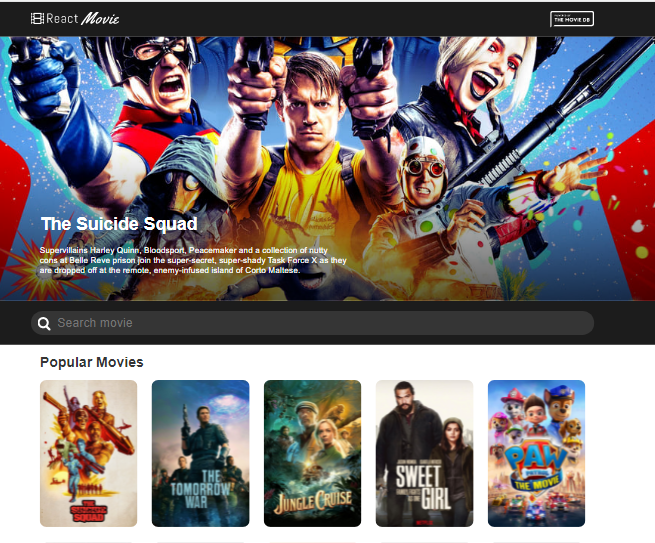 React Movie
POWERED BY
THE MOVIE DB
The Suicide Squad
Supervillains Harley Quinn, Bloodsport, Peacemaker and a collection of nutty
cons at Belle Reve prison join the super-secret, super-shady Task Force X as they
are dropped off at the remote, enemy-infused island of Corto Maltese.
Search movie
Popular Movies
THE
SUICIDE
SQUAD
THE
TOMORROW
WAR
JUNGLE CRUISE
SWEET
GIRL
NETFLIX
PAW
PATROL
THE MOVIE